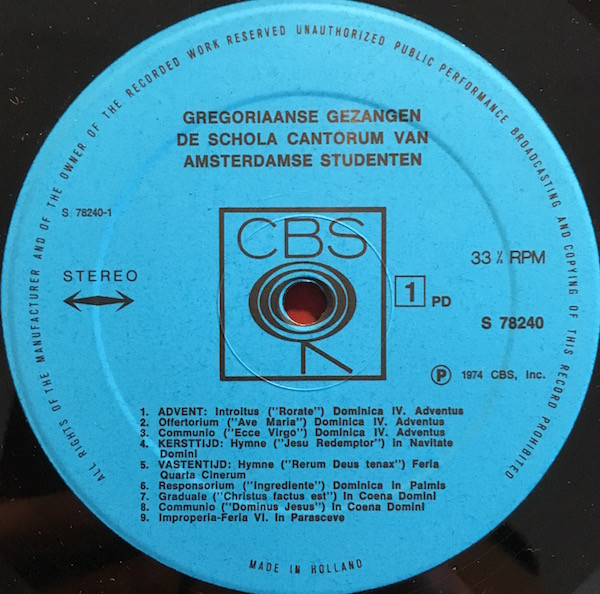 ALL RIGHTS OF THE MANUFACTURER AND OF THE OWNER OF THE RECORDED WORK RESERVED UNAUTHORIZED PUBLIC PERFORMANCE BROADCASTING AND COPYING OF THIS RECORD PROHIBITED
GREGORIAANSE GEZANGEN
DE SCHOLA CANTORUM VAN
AMSTERDAMSE STUDENTEN
S 78240-1
CBS
33 ⅓ RPM
STEREO
1 PD
S 78240
Ⓟ 1974 CBS, Inc.
1. ADVENT: Introitus ("Rorate") Dominica IV. Adventus
2. Offertorium ("Ave Maria") Dominica IV. Adventus
3. Communio ("Ecce Virgo") Dominica IV. Adventus
4. KERSTTIJD: Hymne ("Jesu Redemptor") In Navitate
Domini
5. VASTENTIJD: Hymne ("Rerum Deus tenax") Feria
Quarta Cinerum
6. Responsorium ("Ingrediente") Dominica In Palmis
7. Graduale ("Christus factus est") In Coena Domini
8. Communio ("Dominus Jesus") In Coena Domini
9. Improperia-Feria VI. In Parasceve
MADE IN HOLLAND